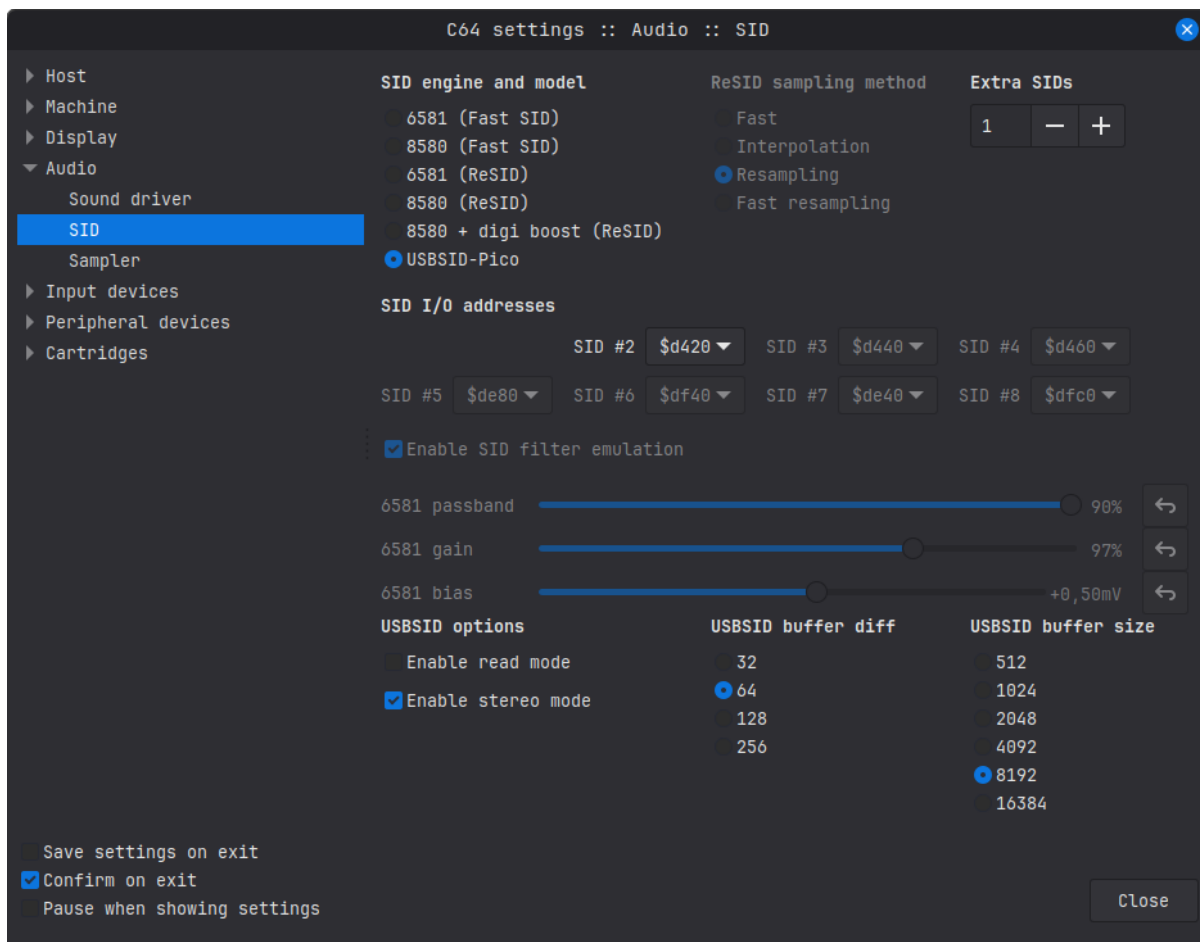 C64 settings :: Audio :: SID
Host
Machine
Display
Audio
Sound driver
SID
Sampler
Input devices
Peripheral devices
Cartridges
SID engine and model
6581 (Fast SID)
8580 (Fast SID)
6581 (ReSID)
8580 (ReSID)
8580 + digi boost (ReSID)
USBSID-Pico
ReSID sampling method
Fast
Interpolation
Resampling
Fast resampling
Extra SIDs
1
SID I/O addresses
SID #2 $d420 SID #3 $d440 SID #4 $d460
SID #5 $de80 SID #6 $df40 SID #7 $de40 SID #8 $dfc0
Enable SID filter emulation
6581 passband 90%
6581 gain 97%
6581 bias +0,50mV
USBSID options
Enable read mode
Enable stereo mode
USBSID buffer diff
32
64
128
256
USBSID buffer size
512
1024
2048
4092
8192
16384
Save settings on exit
Confirm on exit
Pause when showing settings
Close